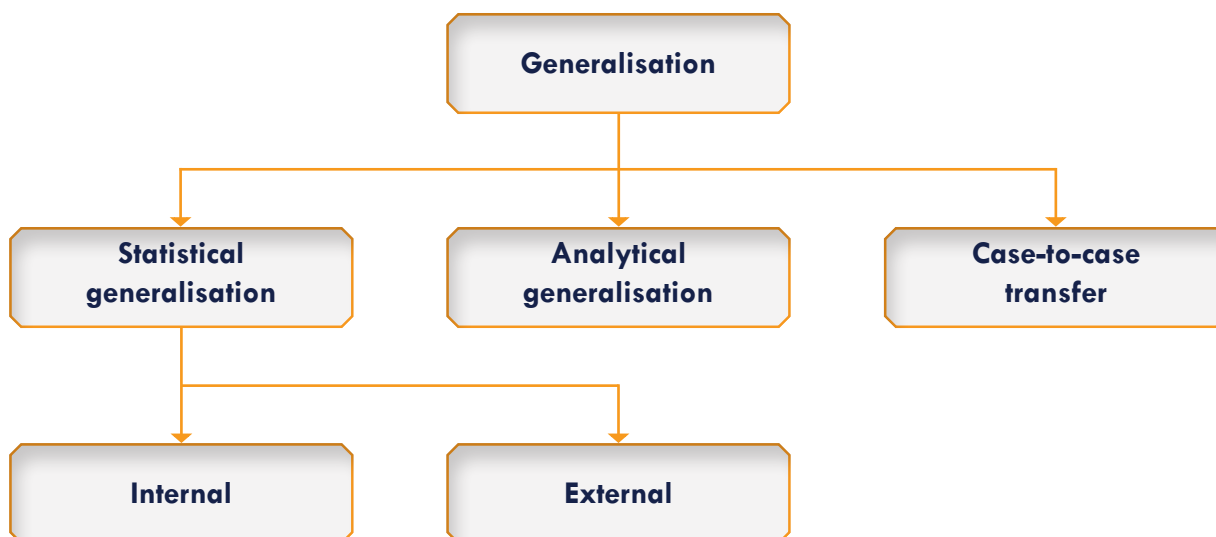 Generalisation
Statistical
generalisation
Analytical
generalisation
Case-to-case
transfer
Internal
External